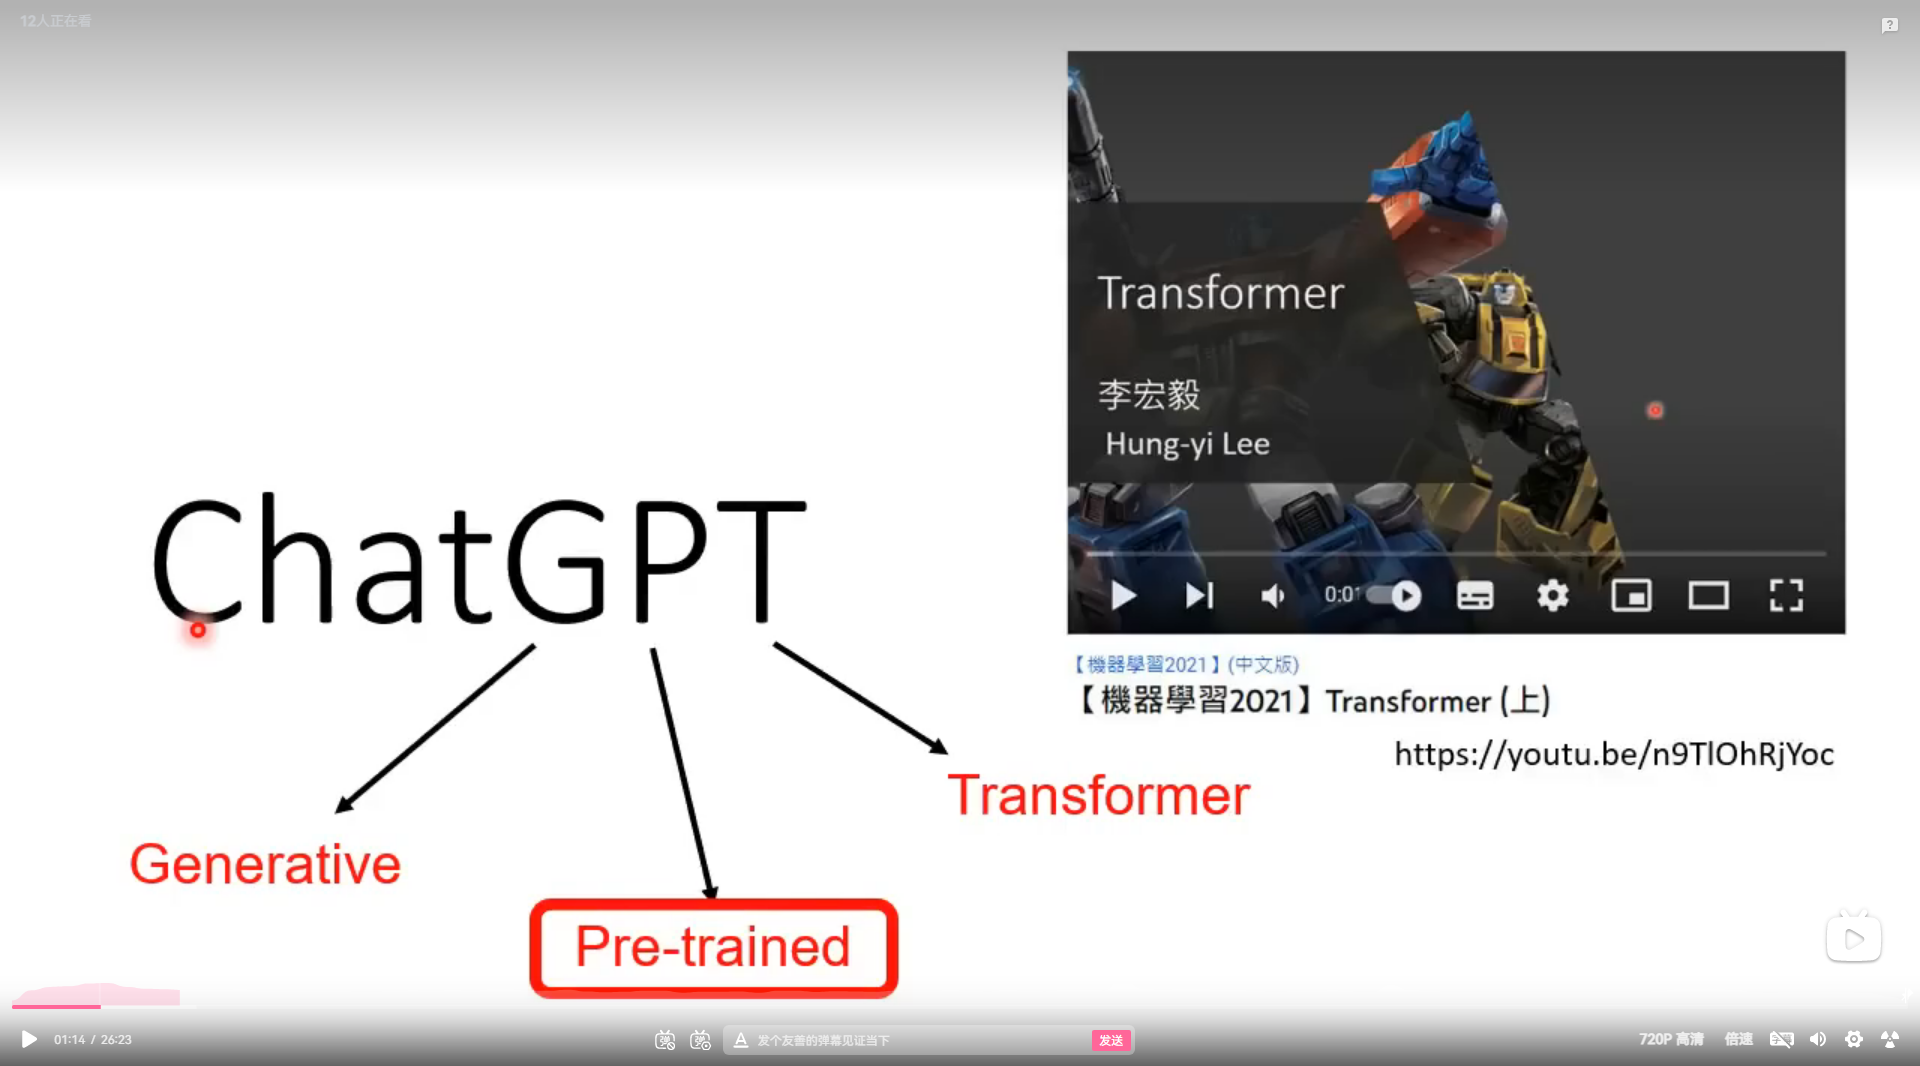 12人正在看
Transformer
李宏毅
Hung-yi Lee
0:01
【機器學習2021】(中文版)
【機器學習2021】Transformer (上)
https://youtu.be/n9TlOhRjYoc
ChatGPT
Transformer
Generative
Pre-trained
01:14 / 26:23
发个友善的弹幕见证当下
发送
720P 高清
倍速